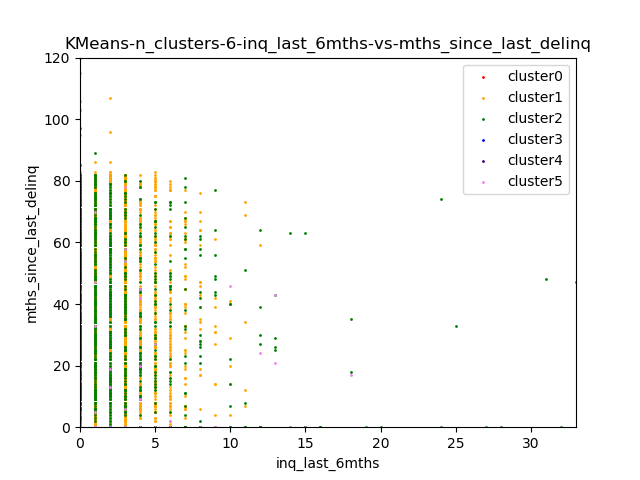 KMeans-n_clusters-6-inq_last_6mths-vs-mths_since_last_delinq
120
100
80
60
40
20
0
mths_since_last_delinq
cluster0
cluster1
cluster2
cluster3
cluster4
cluster5
0 5 10 15 20 25 30
inq_last_6mths